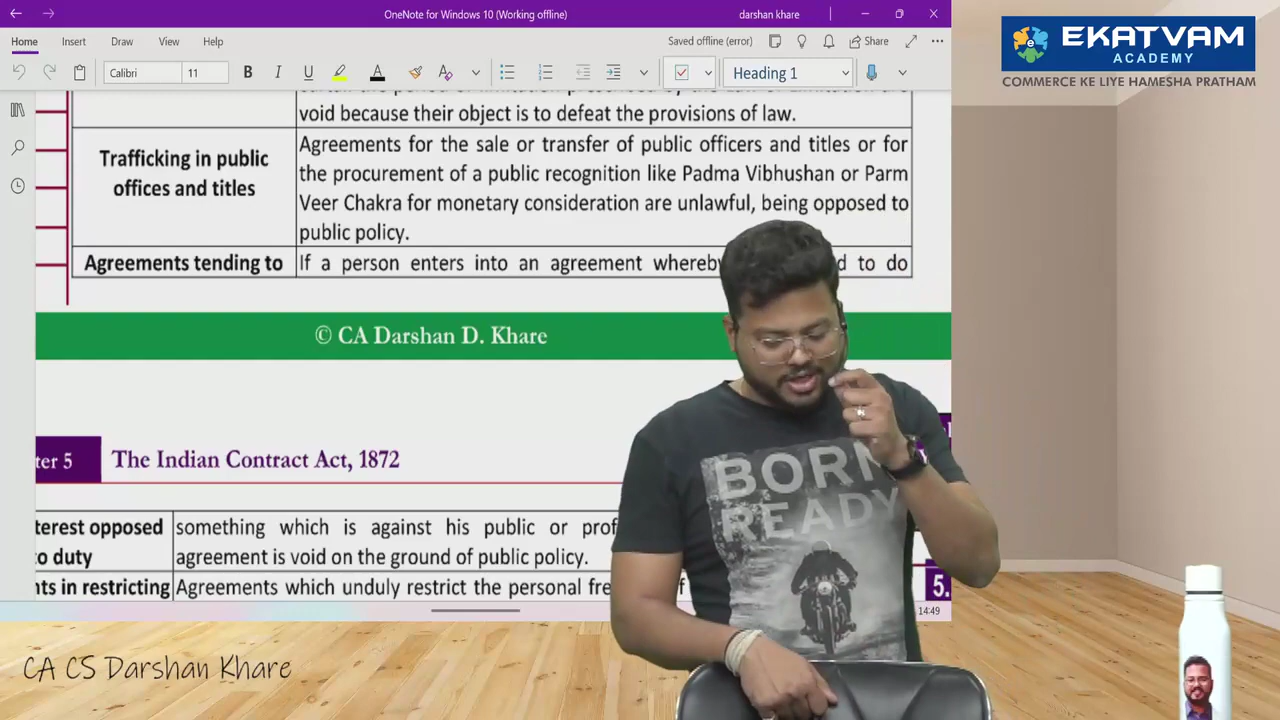 OneNote for Windows 10 (Working offline)
darshan khare
Home Insert Draw View Help
Saved offline (error)
Share
Calibri 11 B I U A Heading 1
void because their object is to defeat the provisions of law.
Trafficking in public
offices and titles
Agreements for the sale or transfer of public officers and titles or for
the procurement of a public recognition like Padma Vibhushan or Parm
Veer Chakra for monetary consideration are unlawful, being opposed to
public policy.
Agreements tending to
If a person enters into an agreement whereby
d to do
© CA Darshan D. Khare
ter 5
The Indian Contract Act, 1872
terest opposed
to duty
something which is against his public or prof
agreement is void on the ground of public policy.
nts in restricting
Agreements which unduly restrict the personal fre
f
5.
14:49
EKATVAM
ACADEMY
COMMERCE KE LIYE HAMESHA PRATHAM
BORN
READY
CA CS Darshan Khare